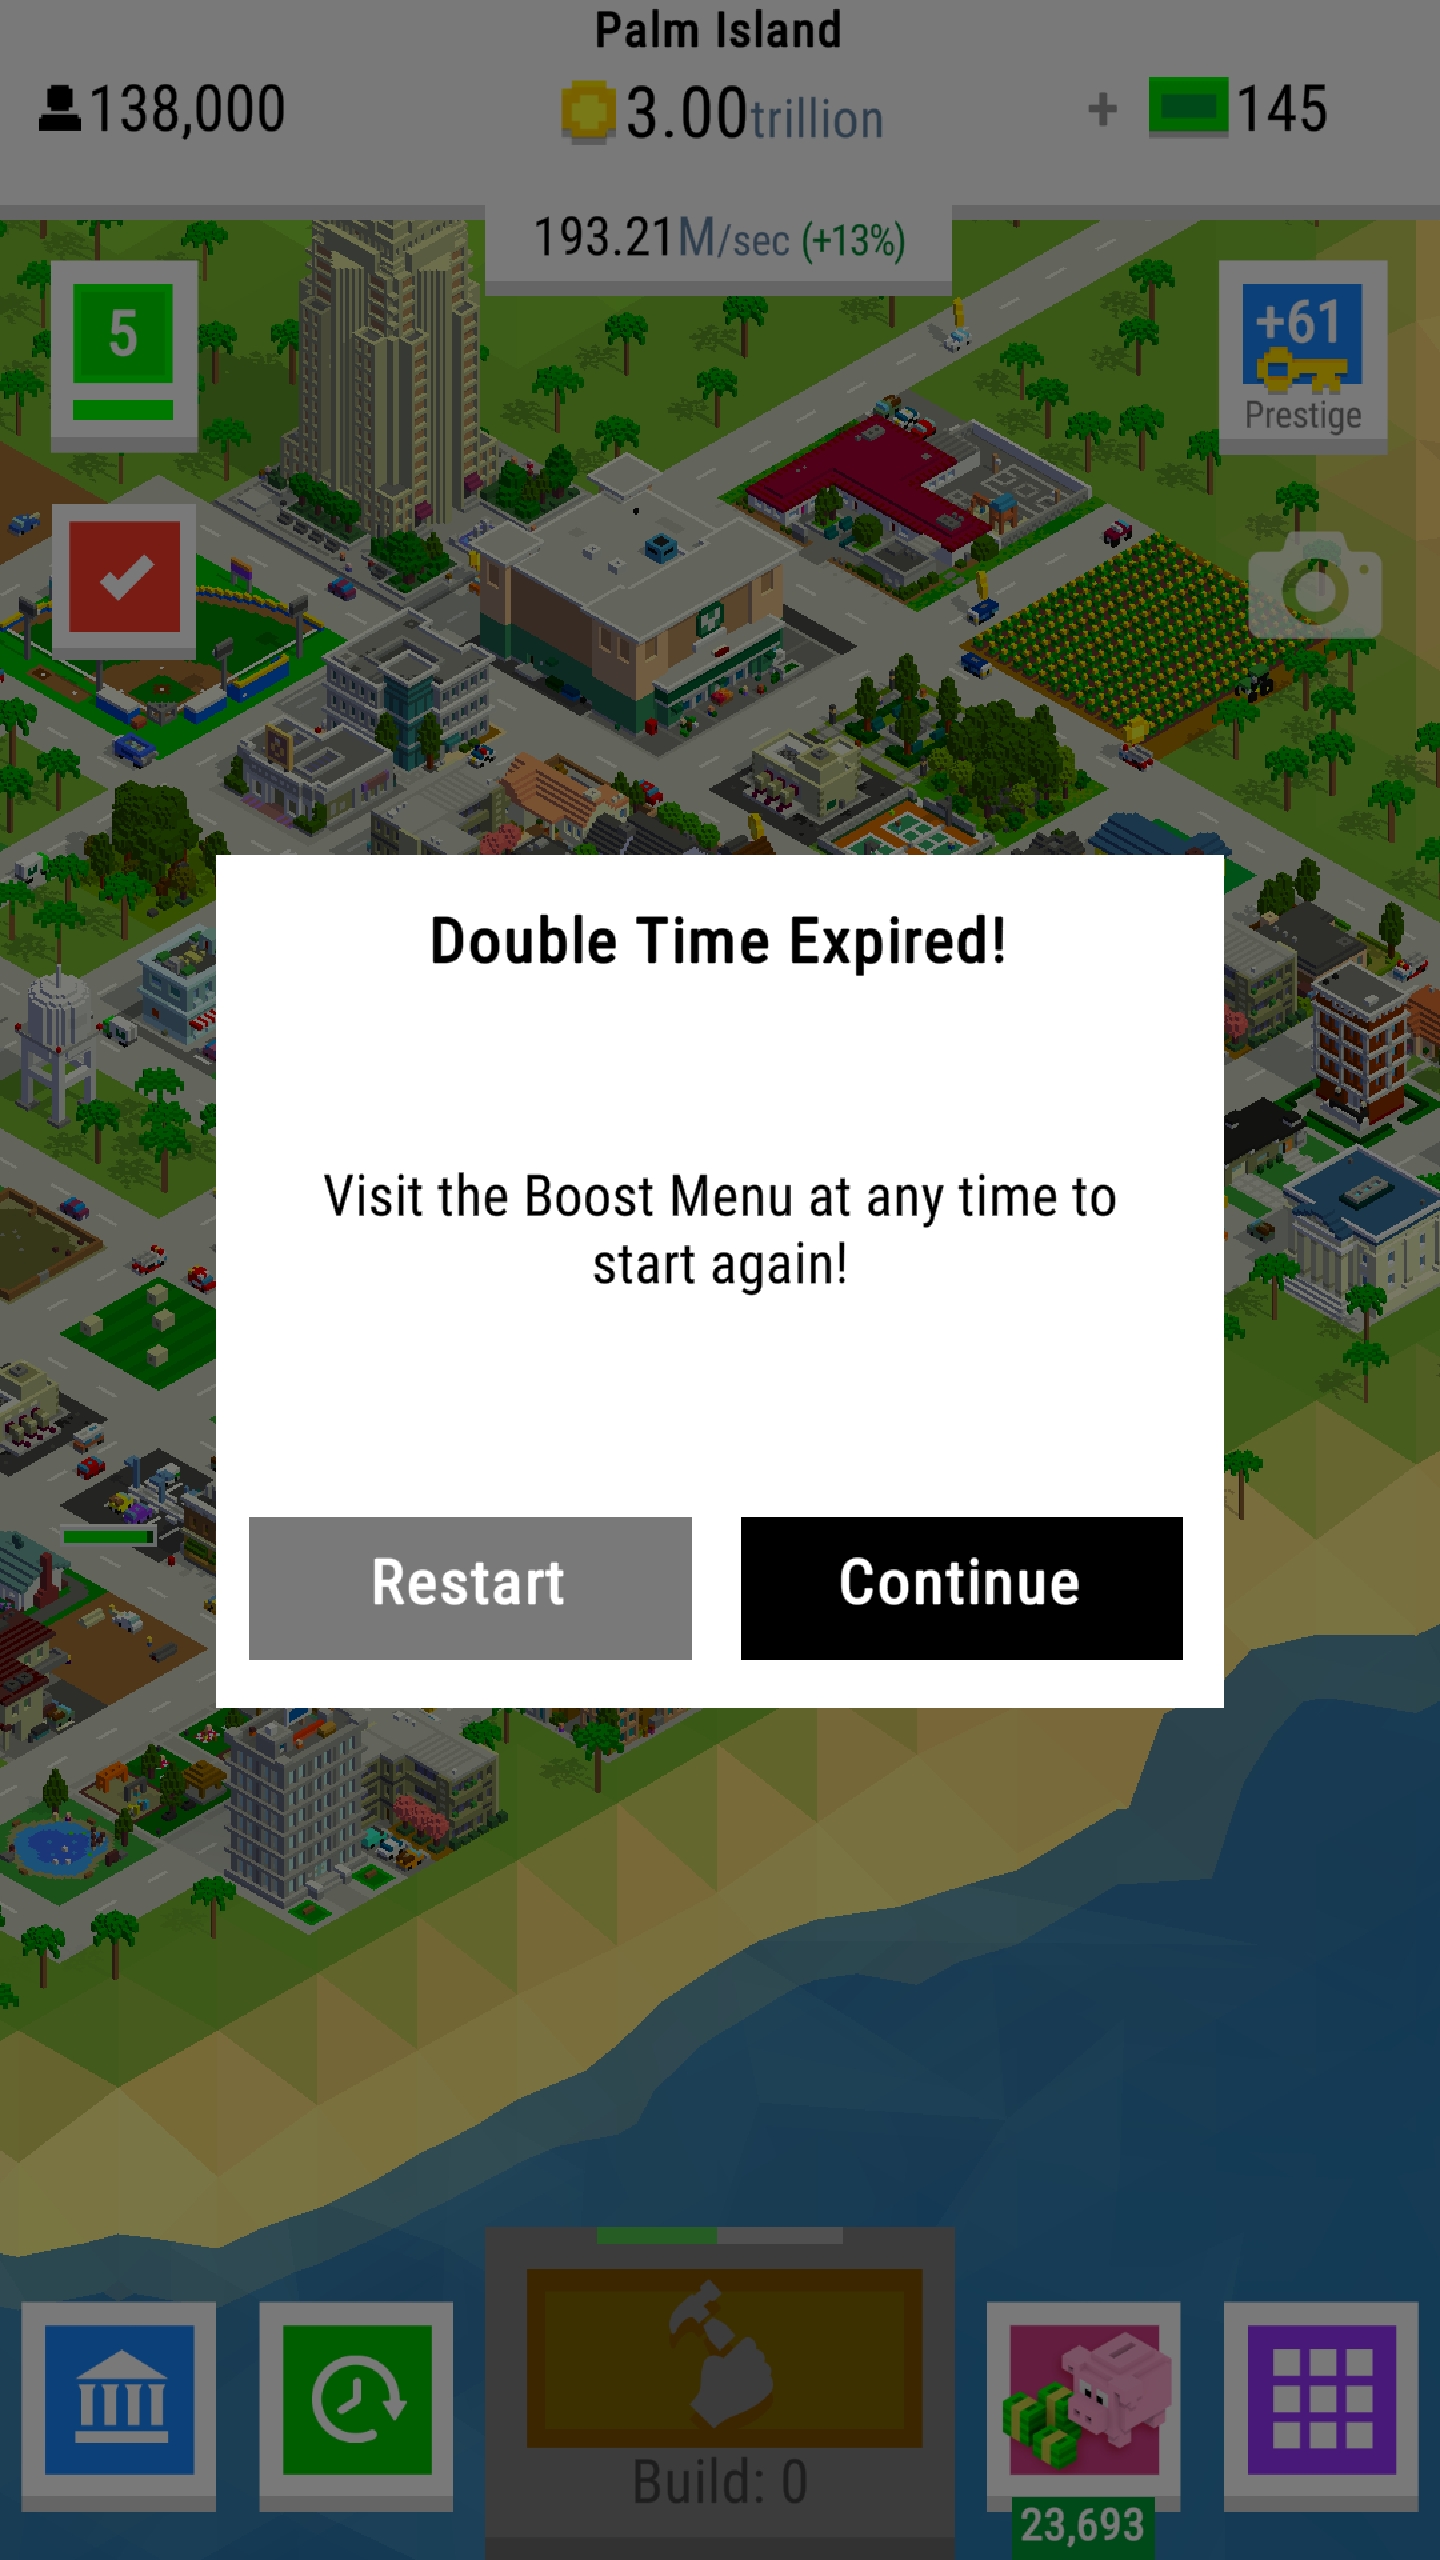 Palm Island
138,000
3.00trillion
+ 145
193.21M/sec (+13%)
5
+61
Prestige
Double Time Expired!
Visit the Boost Menu at any time to
start again!
Restart
Continue
Build: 0
23,693